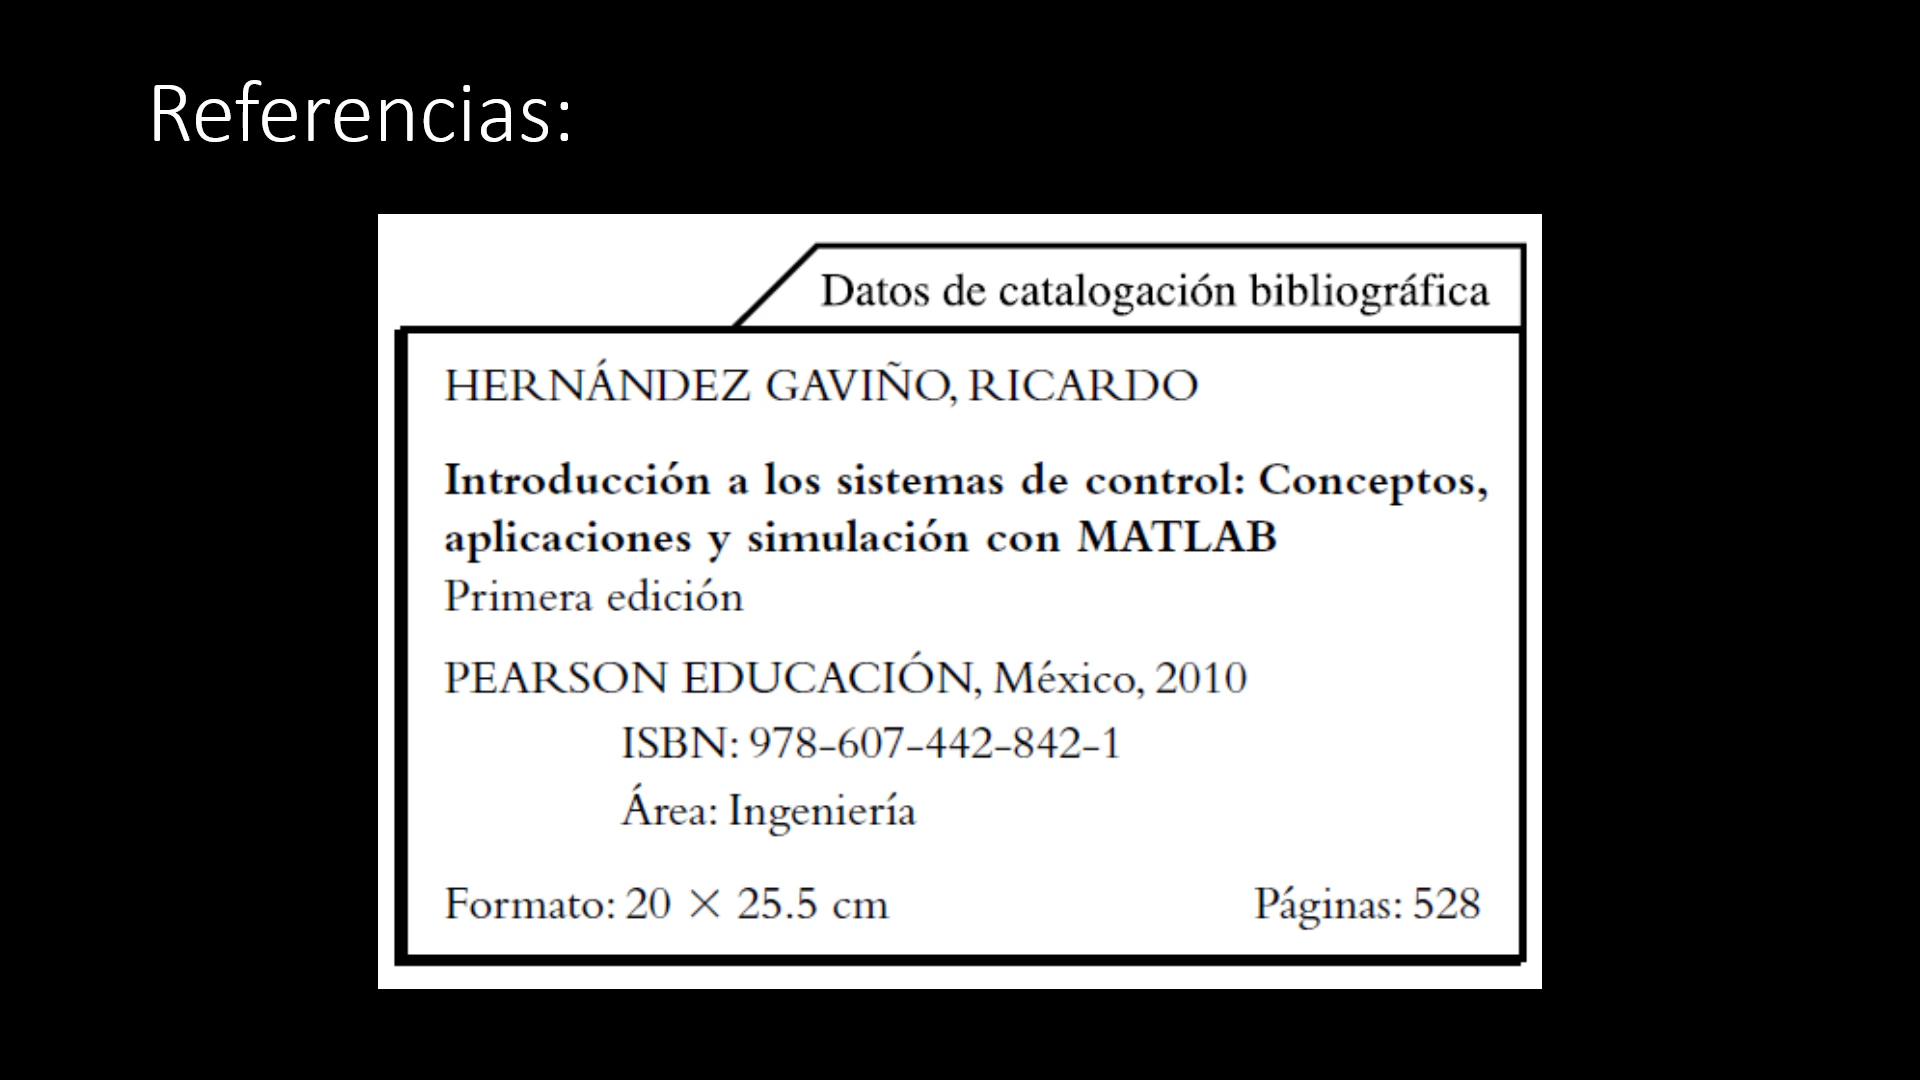 Referencias:
Datos de catalogación bibliográfica
HERNÁNDEZ GAVIÑO, RICARDO
Introducción a los sistemas de control: Conceptos,
aplicaciones y simulación con MATLAB
Primera edición
PEARSON EDUCACIÓN, México, 2010
ISBN: 978-607-442-842-1
Área: Ingeniería
Formato: 20 × 25.5 cm Páginas: 528